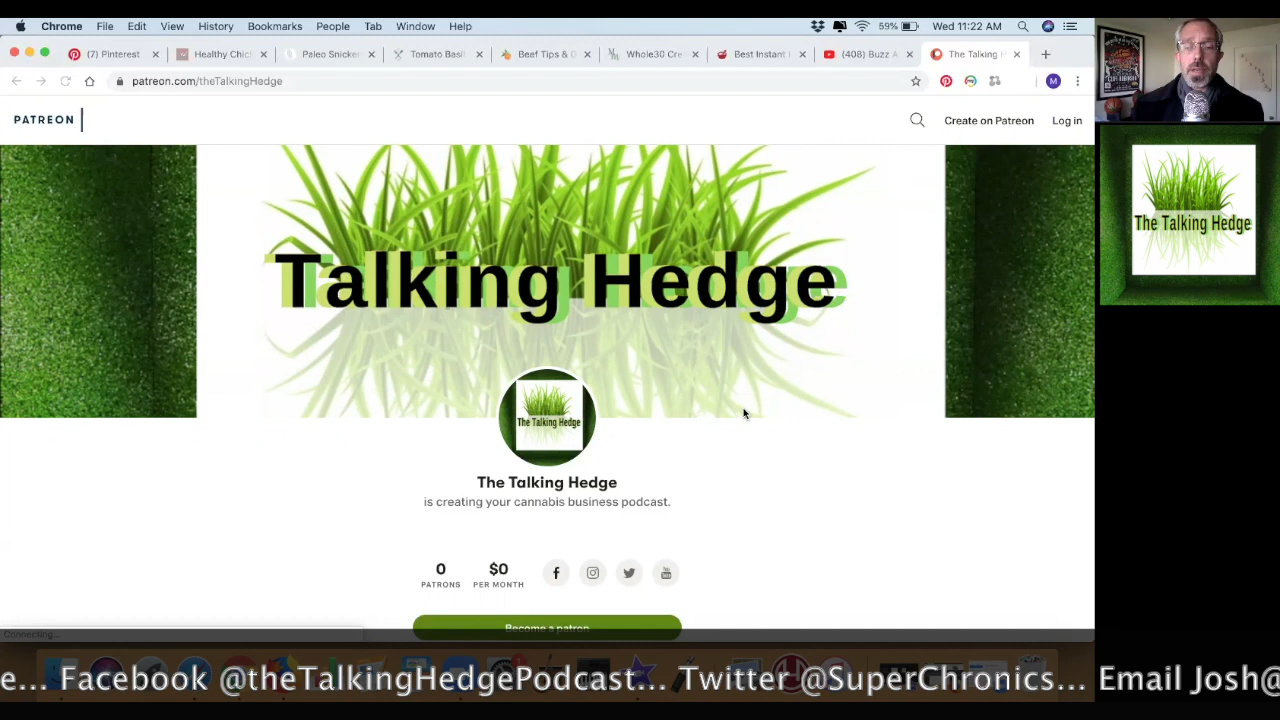 Chrome File Edit View History Bookmarks People Tab Window Help 59% Wed 11:22 AM
(7) Pinterest Healthy Chic Paleo Snicker Tomato Basil Beef Tips & G Whole30 Cre Best Instant (408) Buzz A The Talking H
patreon.com/theTalkingHedge M
PATREON Create on Patreon Log in
Talking Hedge
The Talking Hedge
The Talking Hedge
The Talking Hedge
is creating your cannabis business podcast.
0 $0
PATRONS PER MONTH
Become a patron
Connecting...
e... Facebook @theTalkingHedgePodcast... Twitter @SuperChronics... Email Josh@